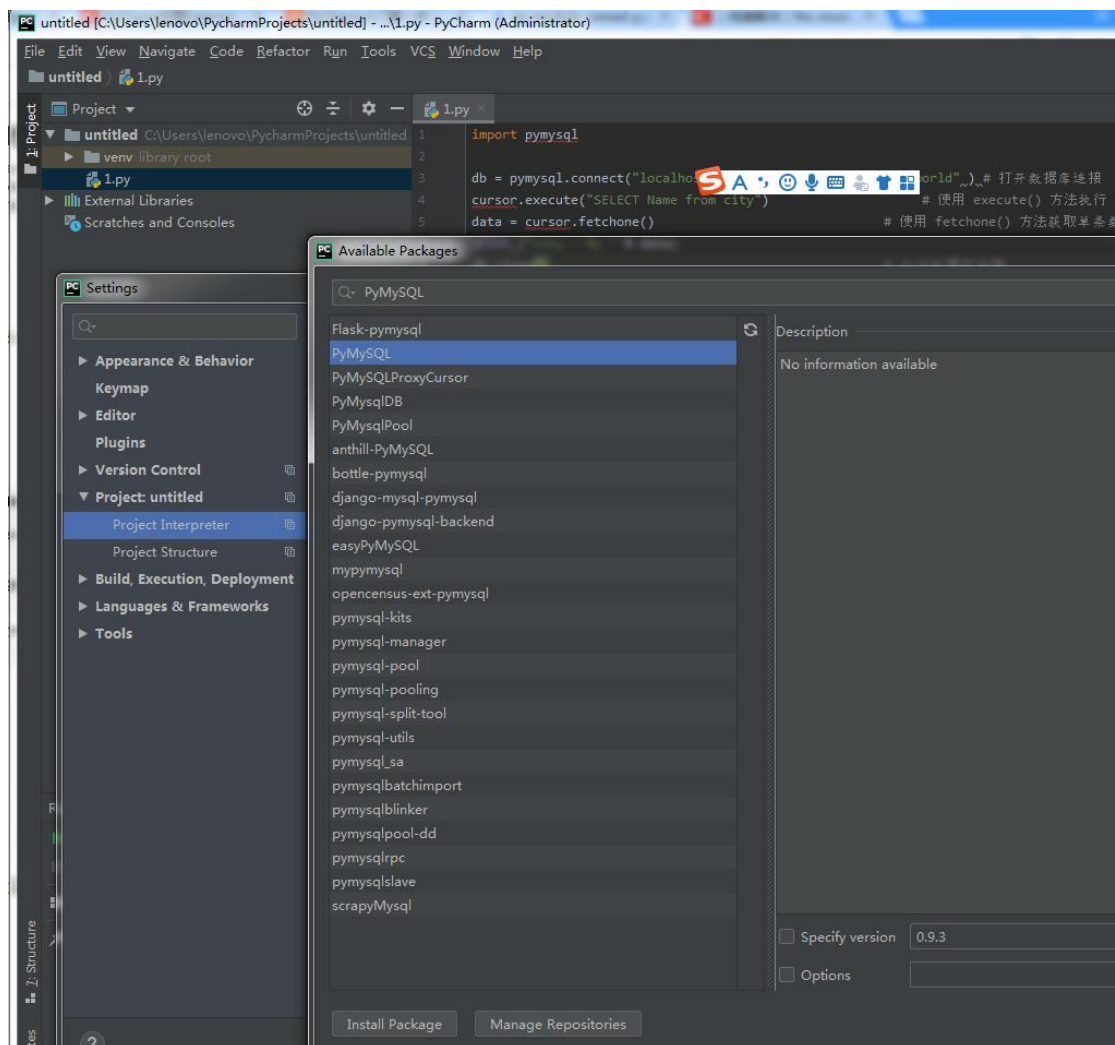 untitled [C:\Users\lenovo\PycharmProjects\untitled] - ...\1.py - PyCharm (Administrator)
File Edit View Navigate Code Refactor Run Tools VCS Window Help
untitled 1.py
1: Project
Project
1.py
untitled C:\Users\lenovo\PycharmProjects\untitled
venv library root
1.py
External Libraries
Scratches and Consoles
1 import pymysql
2
3 db = pymysql.connect("localhos orld" ) # 打开数据库连接
4 cursor.execute("SELECT Name from city") # 使用 execute() 方法执行
5 data = cursor.fetchone() # 使用 fetchone() 方法获取单条
Available Packages
PyMySQL
Flask-pymysql
PyMySQL
PyMySQLProxyCursor
PyMysqlDB
PyMysqlPool
anthill-PyMySQL
bottle-pymysql
django-mysql-pymysql
django-pymysql-backend
easyPyMySQL
mypymysql
opencensus-ext-pymysql
pymysql-kits
pymysql-manager
pymysql-pool
pymysql-pooling
pymysql-split-tool
pymysql-utils
pymysql_sa
pymysqlbatchimport
pymysqlblinker
pymysqlpool-dd
pymysqlrpc
pymysqlslave
scrapyMysql
Description
No information available
Specify version 0.9.3
Options
Install Package Manage Repositories
Settings
Appearance & Behavior
Keymap
Editor
Plugins
Version Control
Project: untitled
Project Interpreter
Project Structure
Build, Execution, Deployment
Languages & Frameworks
Tools
?
7: Structure